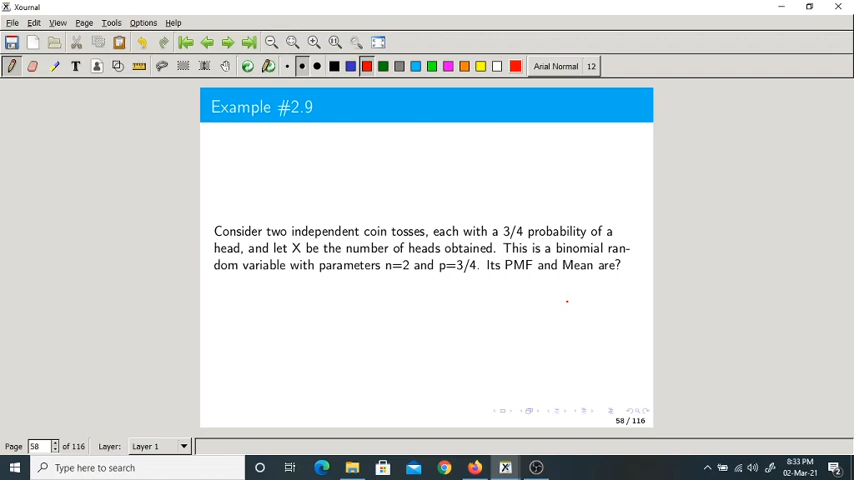 Xournal
File Edit View Page Tools Options Help
Arial Normal 12
Example #2.9
Consider two independent coin tosses, each with a 3/4 probability of a
head, and let X be the number of heads obtained. This is a binomial ran-
dom variable with parameters n=2 and p=3/4. Its PMF and Mean are?
58 / 116
Page 58 of 116 Layer: Layer 1
Type here to search
8:33 PM
02-Mar-21
2